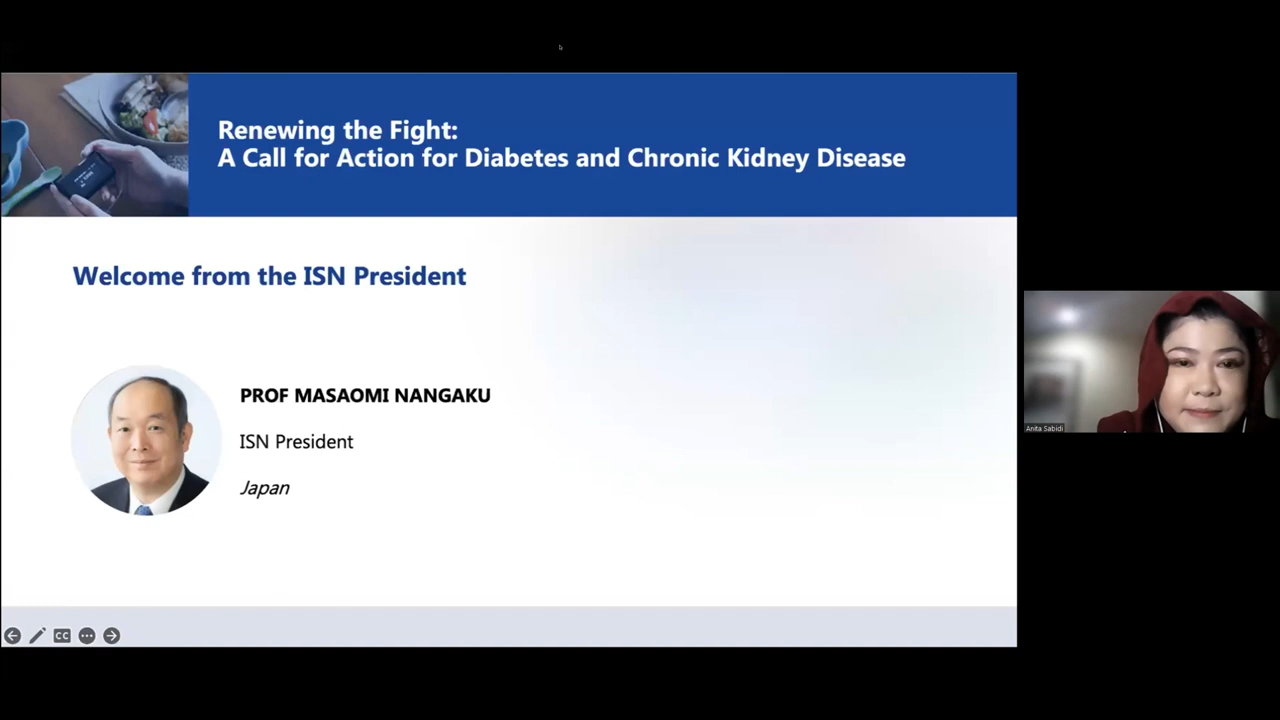 Renewing the Fight:
A Call for Action for Diabetes and Chronic Kidney Disease
Welcome from the ISN President
PROF MASAOMI NANGAKU
ISN President
Japan
Anita Sabidi
CC